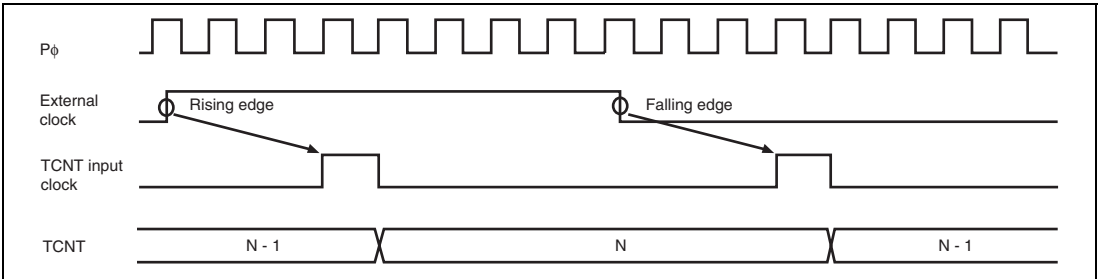 Pϕ
External
clock
Rising edge
Falling edge
TCNT input
clock
TCNT
N - 1
N
N - 1